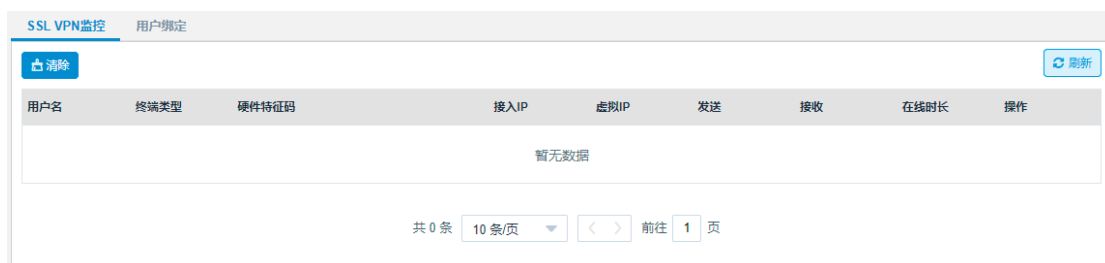 SSL VPN监控 用户绑定
清除 刷新
用户名 终端类型 硬件特征码 接入IP 虚拟IP 发送 接收 在线时长 操作
暂无数据
共 0 条 10 条/页 前往 1 页